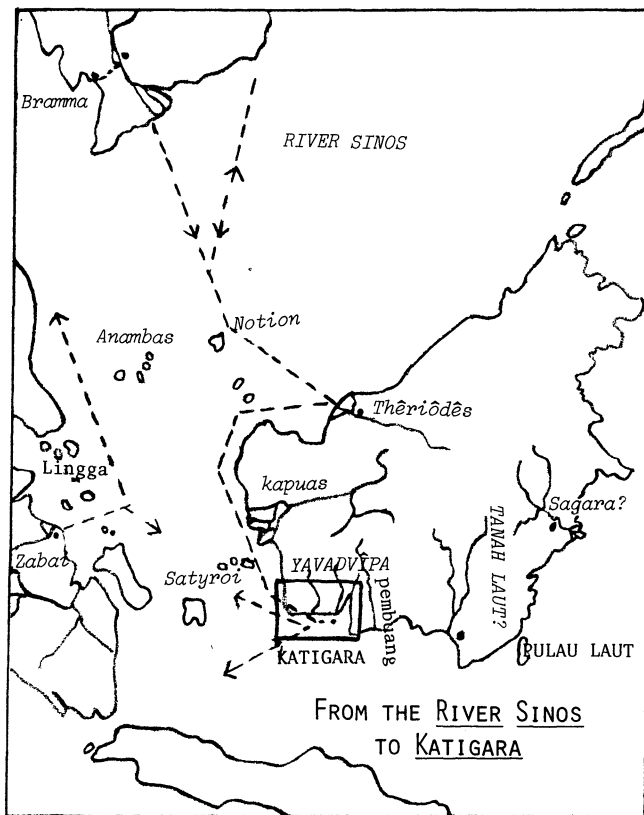 Bramma
RIVER SINOS
Notion
Anambas
Thêriôdês
Lingga
kapuas
Sagara?
TANAH LAUT?
Zabai
Satyroi
YAVADVÎPA
pembuang
KATIGARA
PULAU LAUT
FROM THE RIVER SINOS
TO KATIGARA